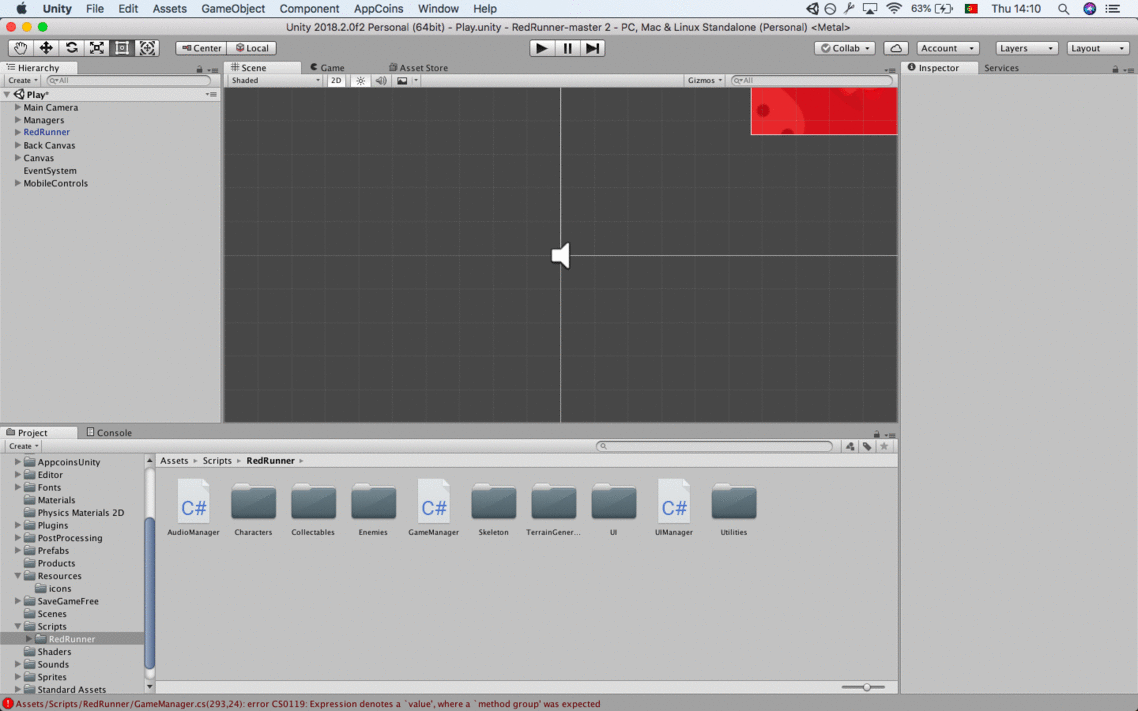 Unity File Edit Assets GameObject Component AppCoins Window Help 63% Thu 14:10
Unity 2018.2.0f2 Personal (64bit) - Play.unity - RedRunner-master 2 - PC, Mac & Linux Standalone (Personal) <Metal>
Center Local Collab Account Layers Layout
Hierarchy Scene Game Asset Store Inspector Services
Create All Shaded 2D Gizmos All
Play*
Main Camera
Managers
RedRunner
Back Canvas
Canvas
EventSystem
MobileControls
Project Console
Create
Assets Scripts RedRunner
AppcoinsUnity
Editor
Fonts
Materials
Physics Materials 2D
Plugins
PostProcessing
Prefabs
Products
Resources
icons
SaveGameFree
Scenes
Scripts
RedRunner
Shaders
Sounds
Sprites
Standard Assets
C# C# C#
AudioManager Characters Collectables Enemies GameManager Skeleton TerrainGener... UI UIManager Utilities
Assets/Scripts/RedRunner/GameManager.cs(293,24): error CS0119: Expression denotes a `value', where a `method group' was expected